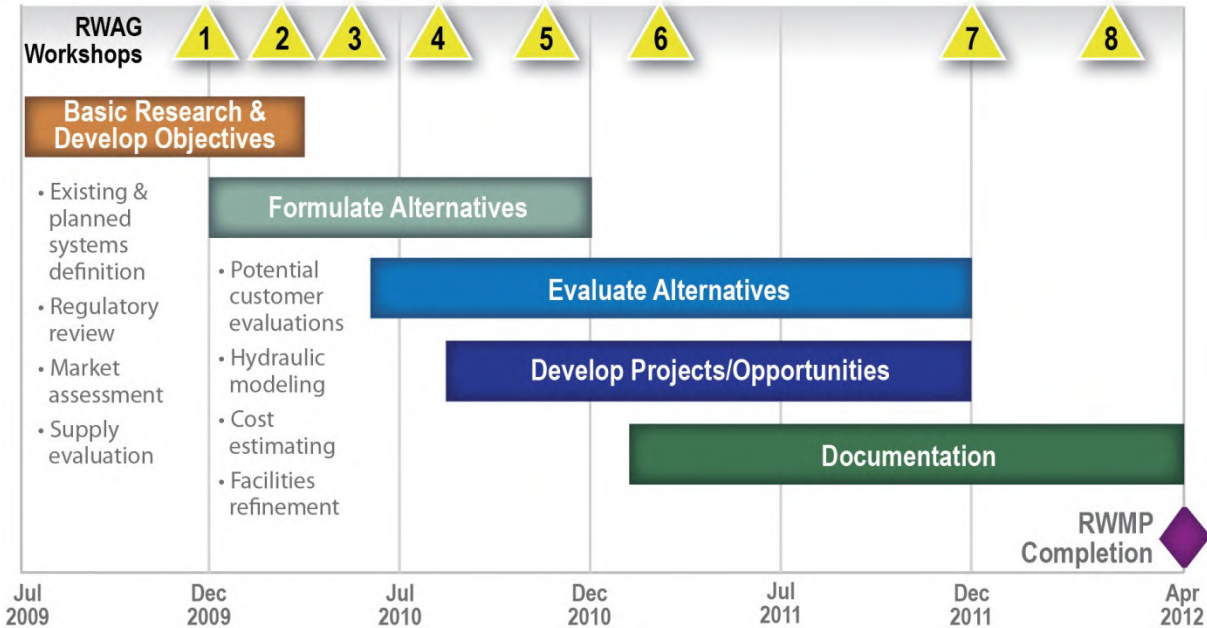 RWAG
Workshops
1 2 3 4 5 6 7 8
Basic Research &
Develop Objectives
• Existing &
planned
systems
definition
• Regulatory
review
• Market
assessment
• Supply
evaluation
Formulate Alternatives
• Potential
customer
evaluations
• Hydraulic
modeling
• Cost
estimating
• Facilities
refinement
Evaluate Alternatives
Develop Projects/Opportunities
Documentation
RWMP
Completion
Jul Dec Jul Dec Jul Dec Apr
2009 2009 2010 2010 2011 2011 2012